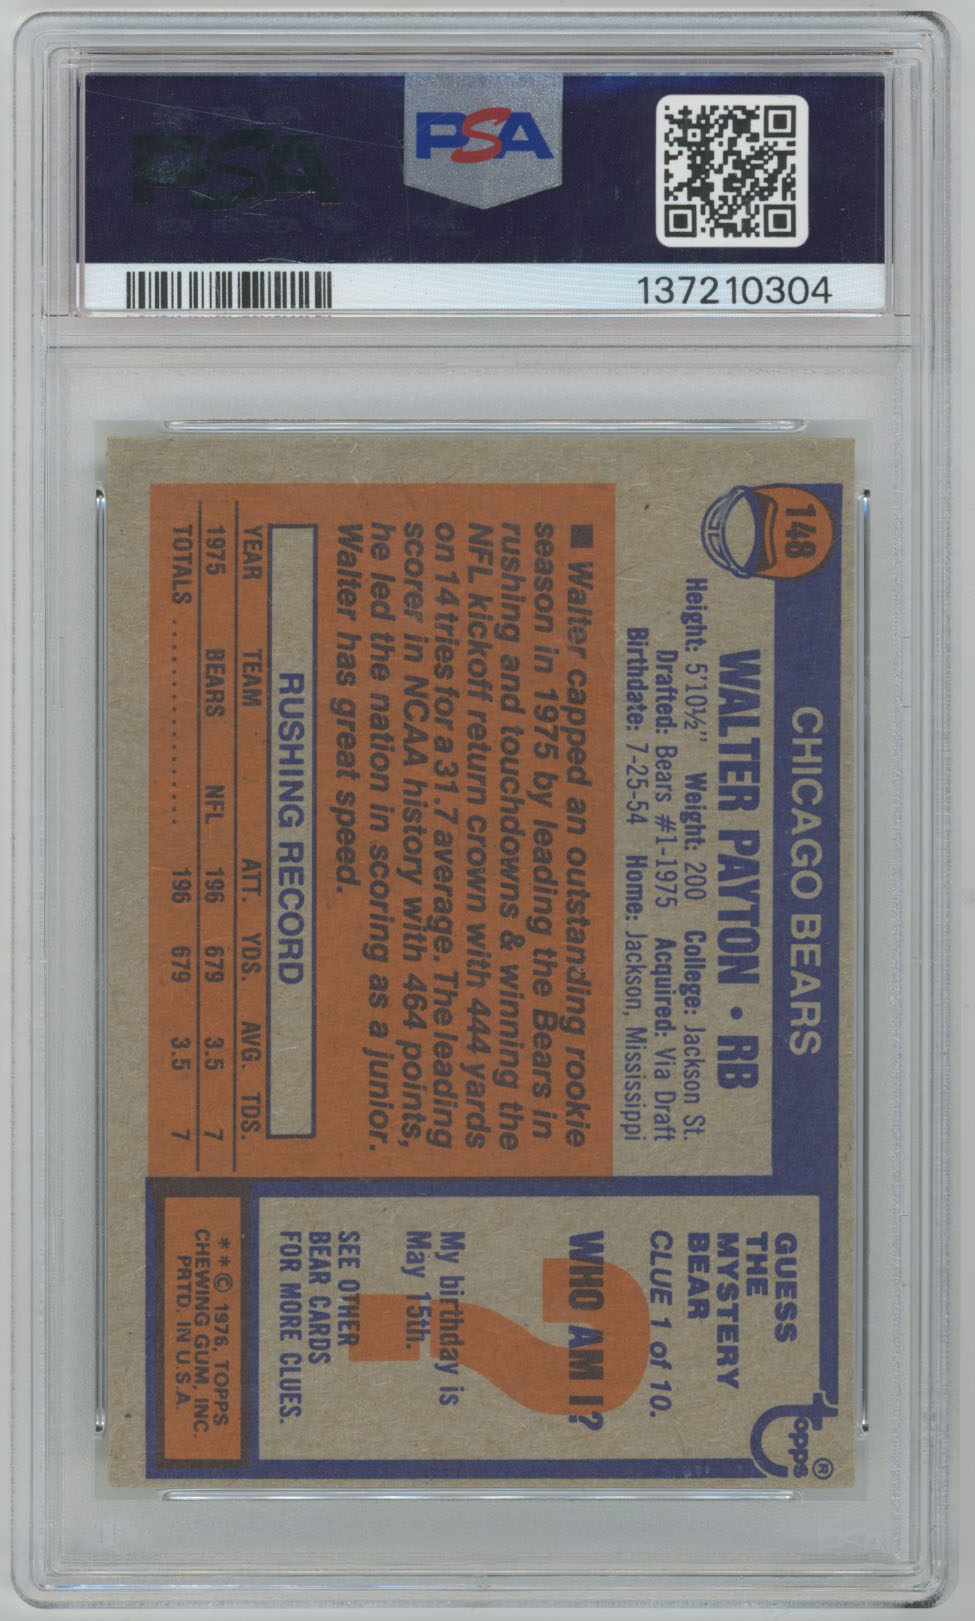 PSA
PSA
137210304
148
CHICAGO BEARS
WALTER PAYTON • RB
Height: 5'10½" Weight: 200 College: Jackson St.
Drafted: Bears #1-1975 Acquired: Via Draft
Birthdate: 7-25-54 Home: Jackson, Mississippi
■ Walter capped an outstanding rookie
season in 1975 by leading the Bears in
rushing and touchdowns & winning the
NFL kickoff return crown with 444 yards
on 14 tries for a 31.7 average. The leading
scorer in NCAA history with 464 points,
he led the nation in scoring as a junior.
Walter has great speed.
RUSHING RECORD
YEAR TEAM ATT. YDS. AVG. TDS.
1975 BEARS NFL 196 679 3.5 7
TOTALS .................... 196 679 3.5 7
topps®
GUESS
THE
MYSTERY
BEAR
CLUE 1 of 10.
WHO AM I?
?
My birthday is
May 15th.
SEE OTHER
BEAR CARDS
FOR MORE CLUES.
**© 1976, TOPPS
CHEWING GUM, INC.
PRTD. IN U.S.A.